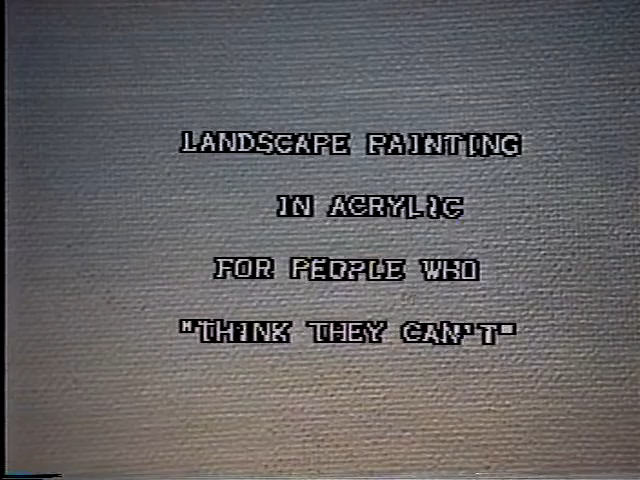 LANDSCAPE PAINTING
IN ACRYLIC
FOR PEOPLE WHO
"THINK THEY CAN'T"